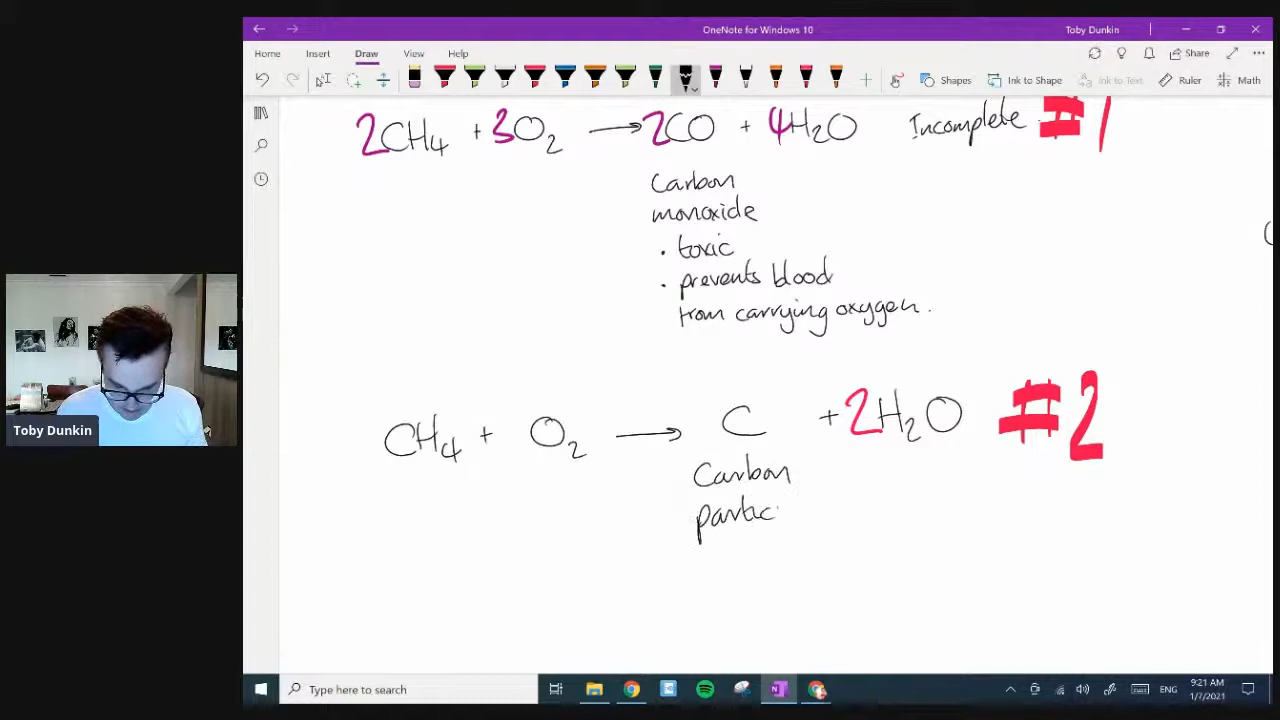 OneNote for Windows 10
Toby Dunkin
Home Insert Draw View Help
Share
Shapes Ink to Shape Ink to Text Ruler Math
2CH4 + 3O2 → 2CO + 4H2O Incomplete #1
Carbon
monoxide
• toxic
• prevents blood
from carrying oxygen.
CH4 + O2 → C + 2H2O #2
Carbon
partic
Toby Dunkin
Type here to search
ENG
9:21 AM
1/7/2021